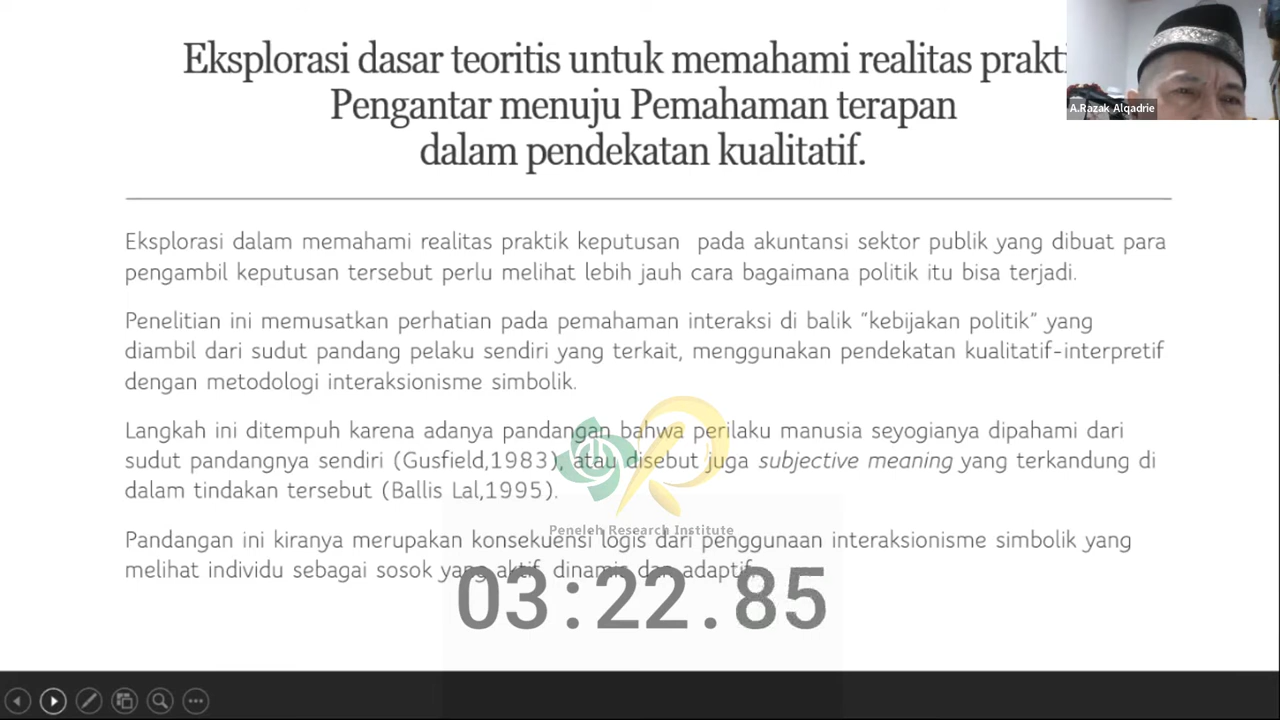 Eksplorasi dasar teoritis untuk memahami realitas prakti
Pengantar menuju Pemahaman terapan
dalam pendekatan kualitatif.
A.Razak Alqadrie
Eksplorasi dalam memahami realitas praktik keputusan pada akuntansi sektor publik yang dibuat para
pengambil keputusan tersebut perlu melihat lebih jauh cara bagaimana politik itu bisa terjadi.
Penelitian ini memusatkan perhatian pada pemahaman interaksi di balik “kebijakan politik” yang
diambil dari sudut pandang pelaku sendiri yang terkait, menggunakan pendekatan kualitatif-interpretif
dengan metodologi interaksionisme simbolik.
Langkah ini ditempuh karena adanya pandangan bahwa perilaku manusia seyogianya dipahami dari
sudut pandangnya sendiri (Gusfield,1983), atau disebut juga subjective meaning yang terkandung di
dalam tindakan tersebut (Ballis Lal,1995).
Peneleh Research Institute
Pandangan ini kiranya merupakan konsekuensi logis dari penggunaan interaksionisme simbolik yang
melihat individu sebagai sosok yang aktif, dinamis dan adaptif.
03:22.85